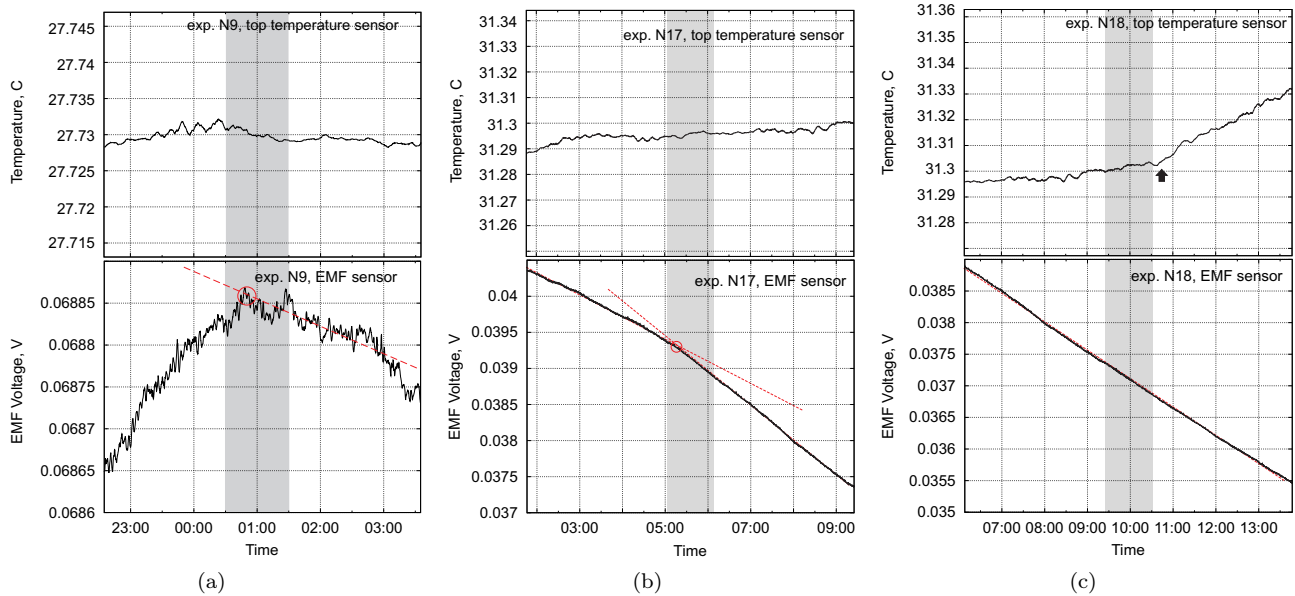 exp. N9, top temperature sensor
Temperature, C
27.745
27.74
27.735
27.73
27.725
27.72
27.715
exp. N9, EMF sensor
EMF Voltage, V
0.06885
0.0688
0.06875
0.0687
0.06865
0.0686
23:00 00:00 01:00 02:00 03:00
Time
(a)
exp. N17, top temperature sensor
Temperature, C
31.34
31.33
31.32
31.31
31.3
31.29
31.28
31.27
31.26
exp. N17, EMF sensor
EMF Voltage, V
0.04
0.0395
0.039
0.0385
0.038
0.0375
0.037
03:00 05:00 07:00 09:00
Time
(b)
exp. N18, top temperature sensor
Temperature, C
31.36
31.35
31.34
31.33
31.32
31.31
31.3
31.29
31.28
exp. N18, EMF sensor
EMF Voltage, V
0.0385
0.038
0.0375
0.037
0.0365
0.036
0.0355
0.035
07:00 08:00 09:00 10:00 11:00 12:00 13:00
Time
(c)